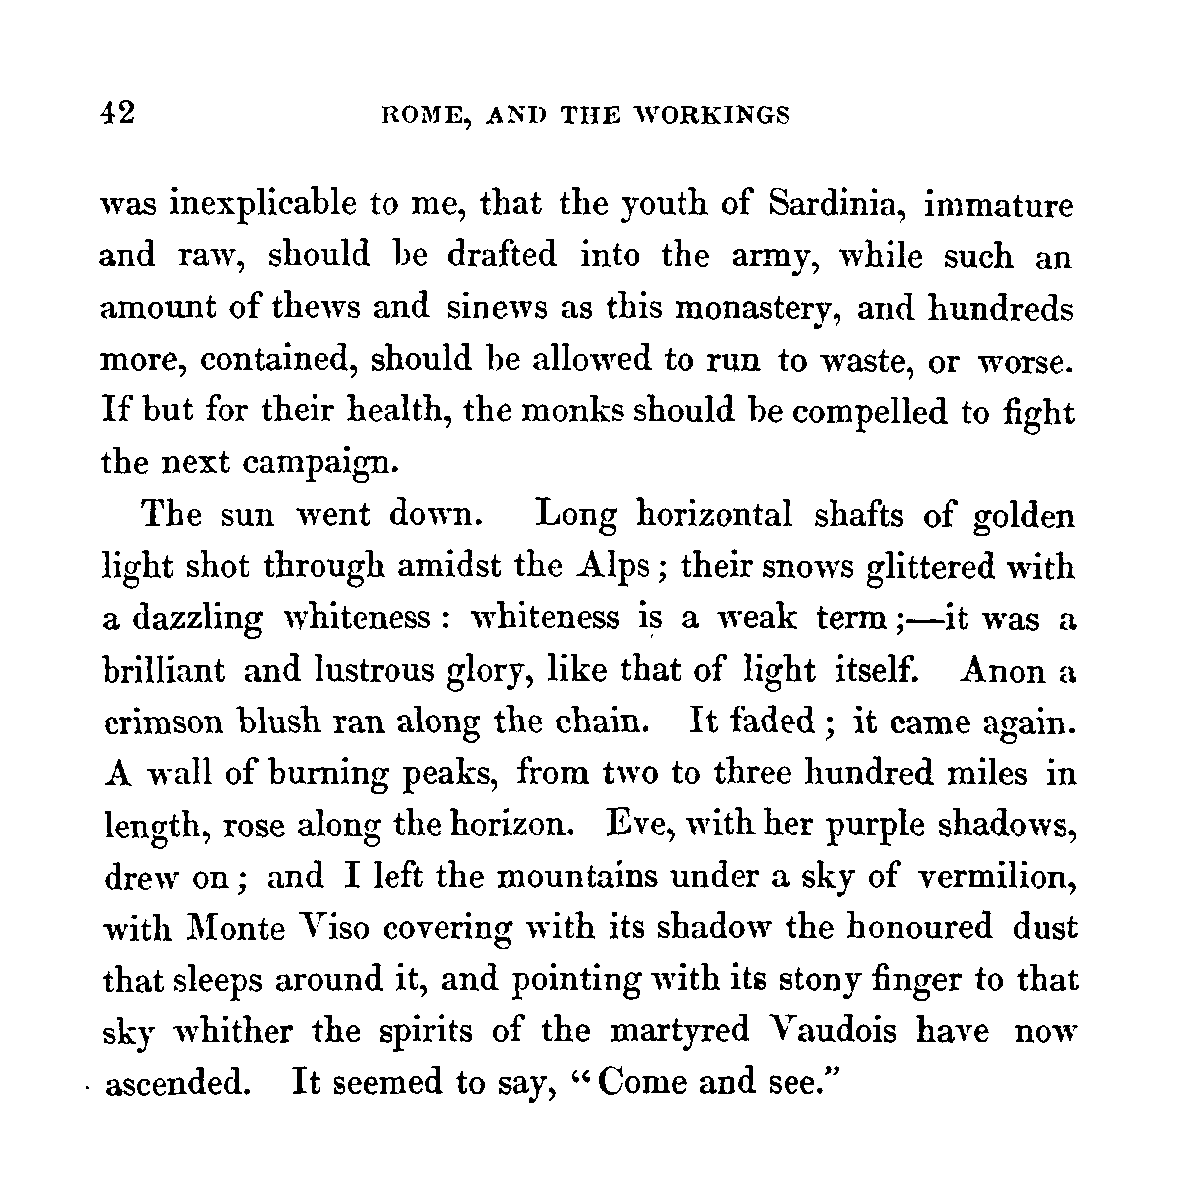 42 ROME, AND THE WORKINGS
was inexplicable to me, that the youth of Sardinia, immature
and raw, should be drafted into the army, while such an
amount of thews and sinews as this monastery, and hundreds
more, contained, should be allowed to run to waste, or worse.
If but for their health, the monks should be compelled to fight
the next campaign.
The sun went down. Long horizontal shafts of golden
light shot through amidst the Alps; their snows glittered with
a dazzling whiteness: whiteness is a weak term;—it was a
brilliant and lustrous glory, like that of light itself. Anon a
crimson blush ran along the chain. It faded; it came again.
A wall of burning peaks, from two to three hundred miles in
length, rose along the horizon. Eve, with her purple shadows,
drew on; and I left the mountains under a sky of vermilion,
with Monte Viso covering with its shadow the honoured dust
that sleeps around it, and pointing with its stony finger to that
sky whither the spirits of the martyred Vaudois have now
ascended. It seemed to say, “Come and see.”